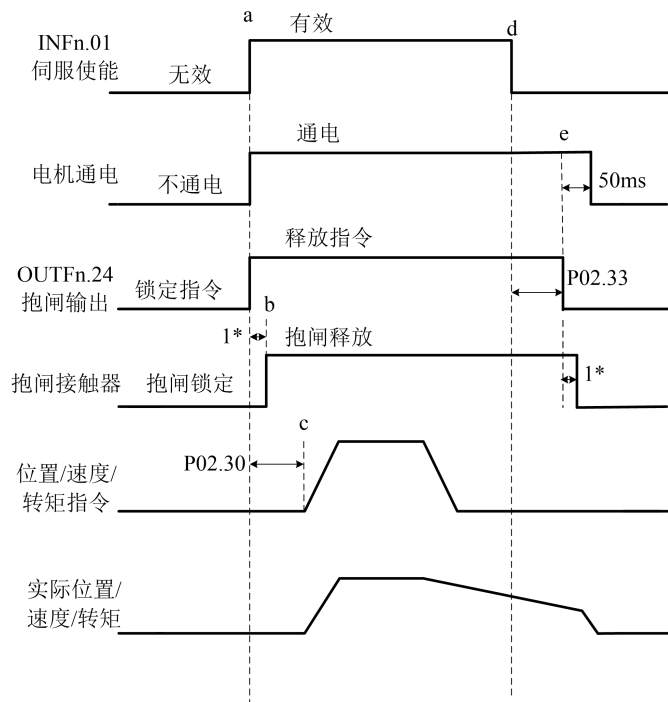 a
有效
d
INFn.01
伺服使能
无效
通电
e
电机通电
不通电
50ms
释放指令
OUTFn.24
抱闸输出
锁定指令
P02.33
b
1*
抱闸释放
1*
抱闸接触器
抱闸锁定
c
P02.30
位置/速度/
转矩指令
实际位置/
速度/转矩